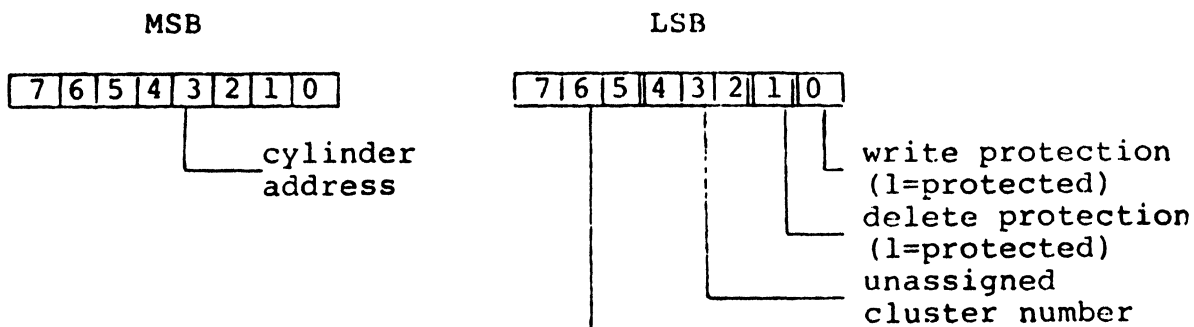 MSB LSB
7 6 5 4 3 2 1 0 7 6 5 4 3 2 1 0
cylinder
address
write protection
(1=protected)
delete protection
(1=protected)
unassigned
cluster number